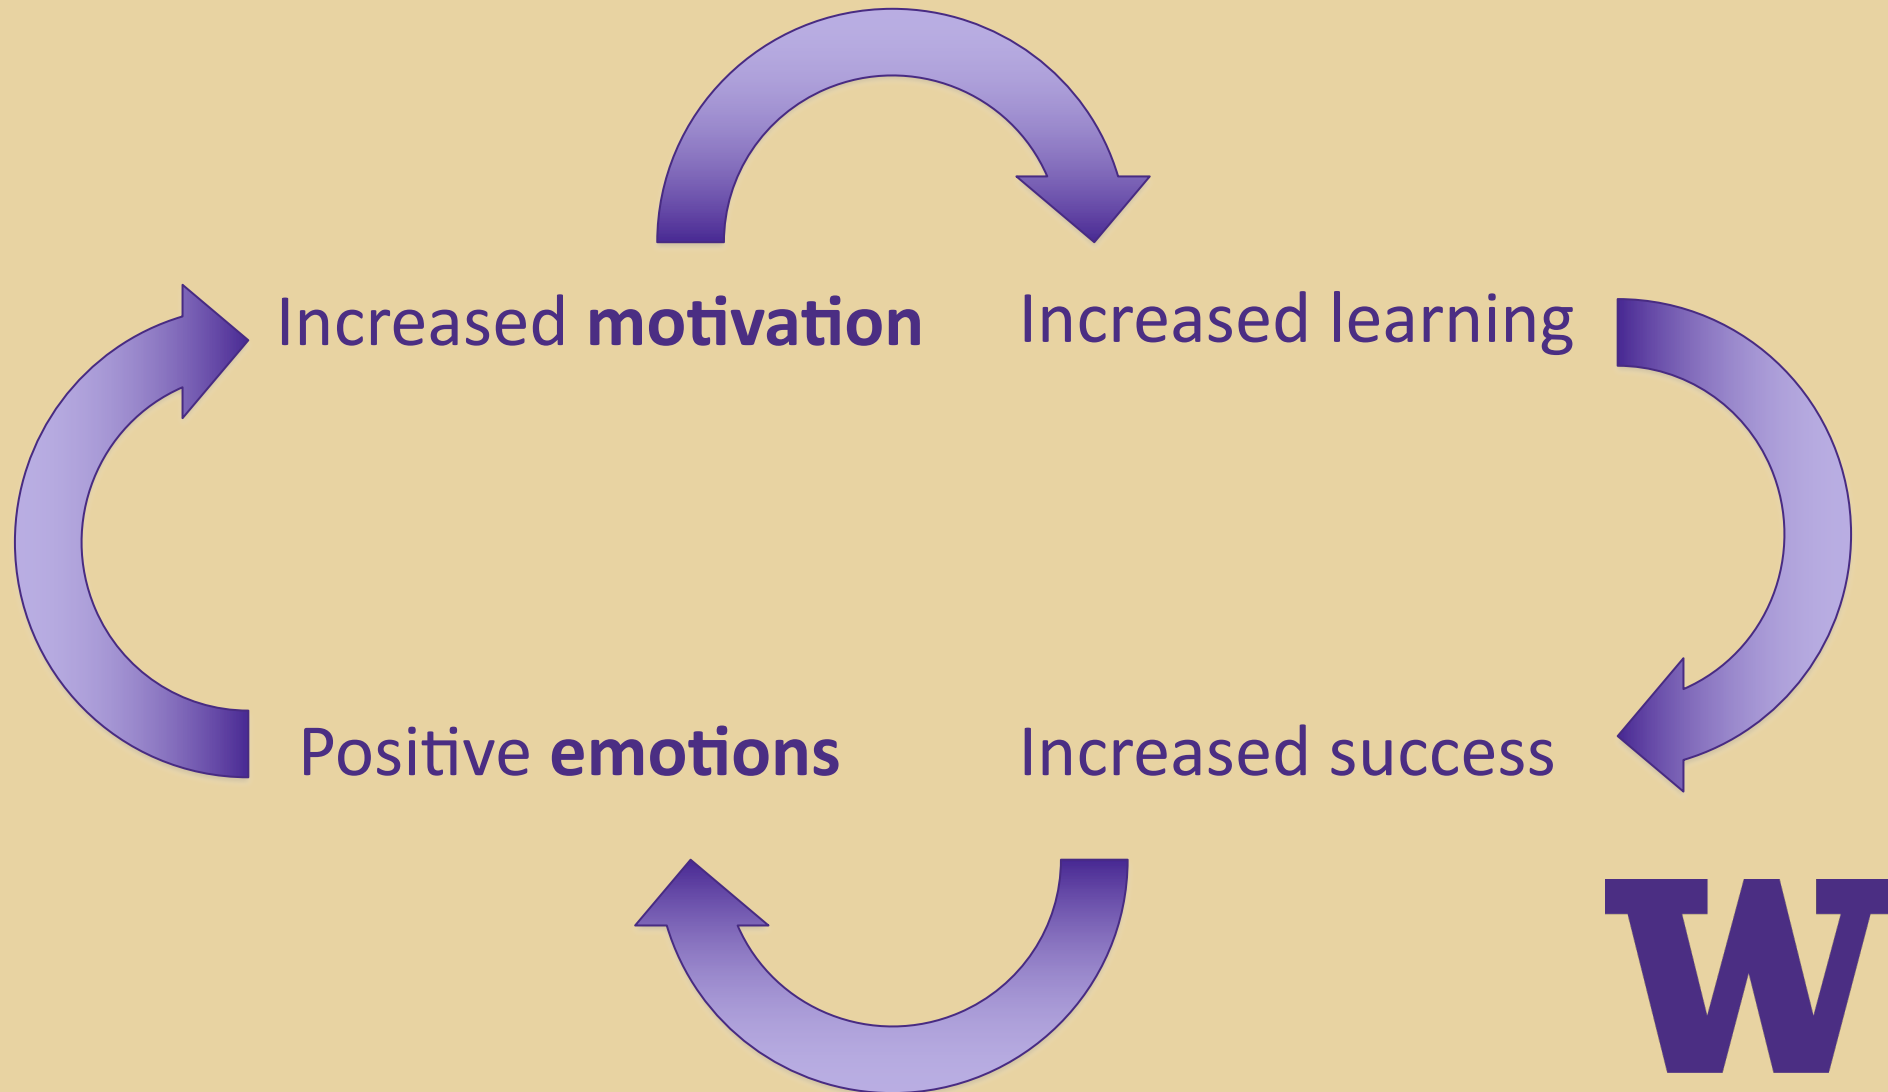 Increased motivation
Increased learning
Positive emotions
Increased success
W